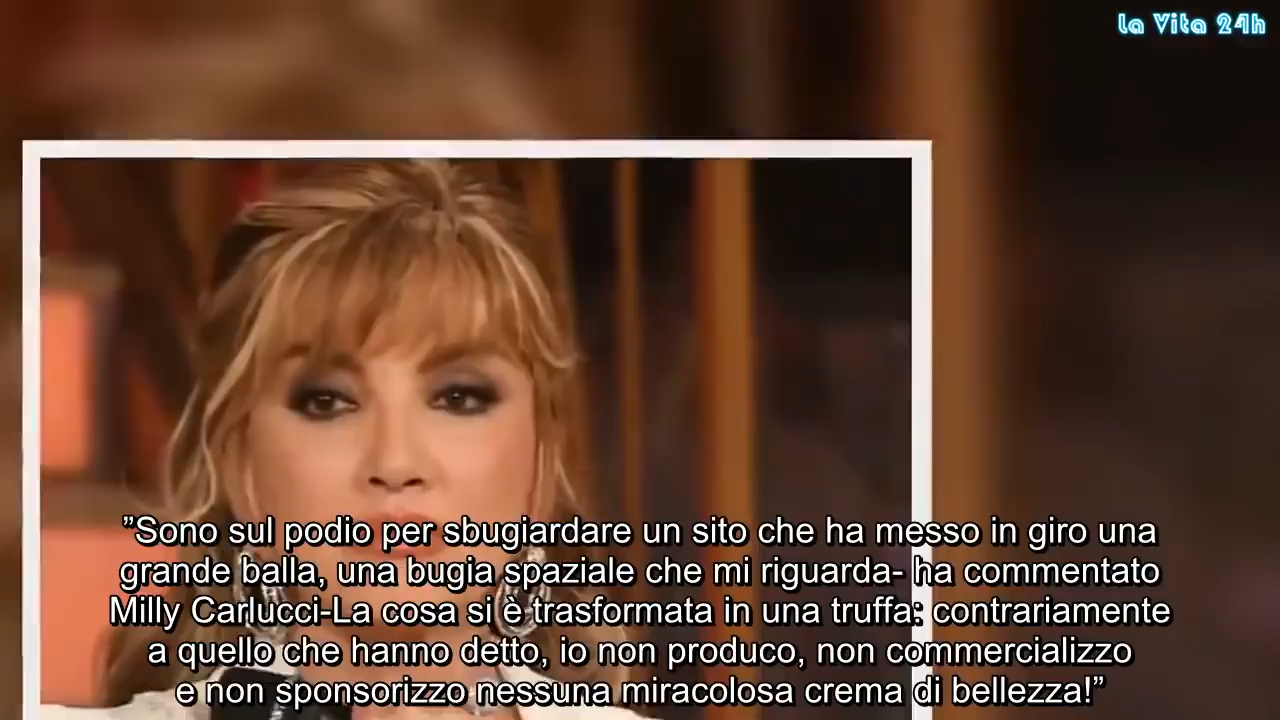 La Vita 24h
”Sono sul podio per sbugiardare un sito che ha messo in giro una
grande balla, una bugia spaziale che mi riguarda- ha commentato
Milly Carlucci-La cosa si è trasformata in una truffa: contrariamente
a quello che hanno detto, io non produco, non commercializzo
e non sponsorizzo nessuna miracolosa crema di bellezza!”